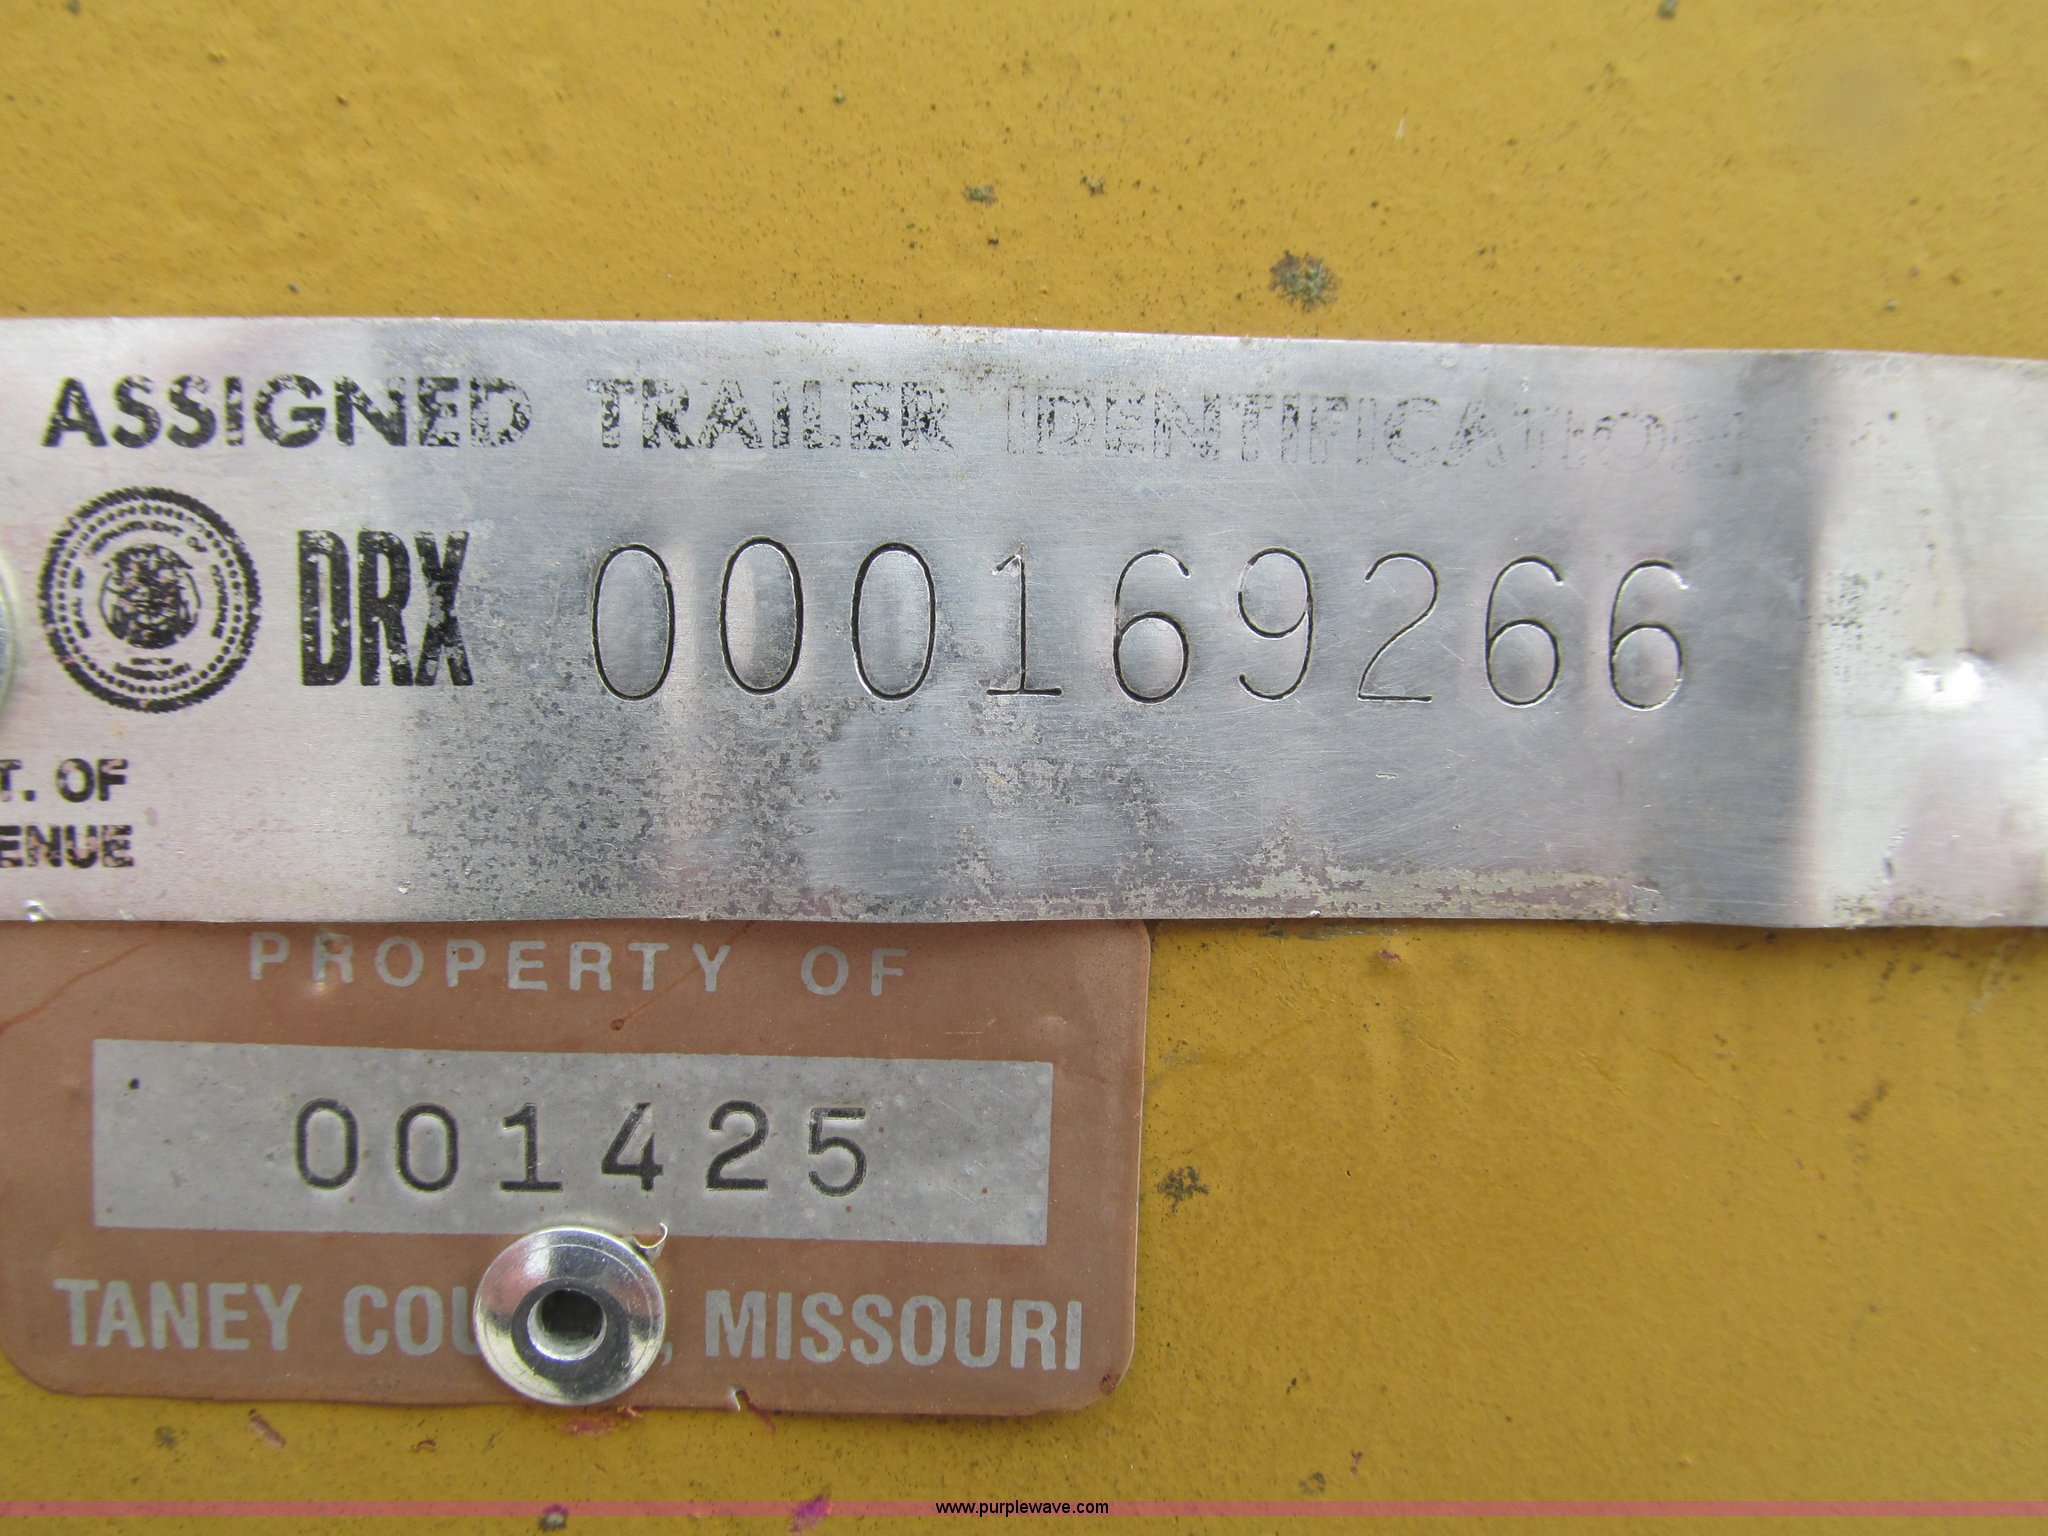 ASSIGNED TRAILER IDENTIFICATION
DRX 000169266
T. OF
ENUE
PROPERTY OF
001425
TANEY COU , MISSOURI
www.purplewave.com